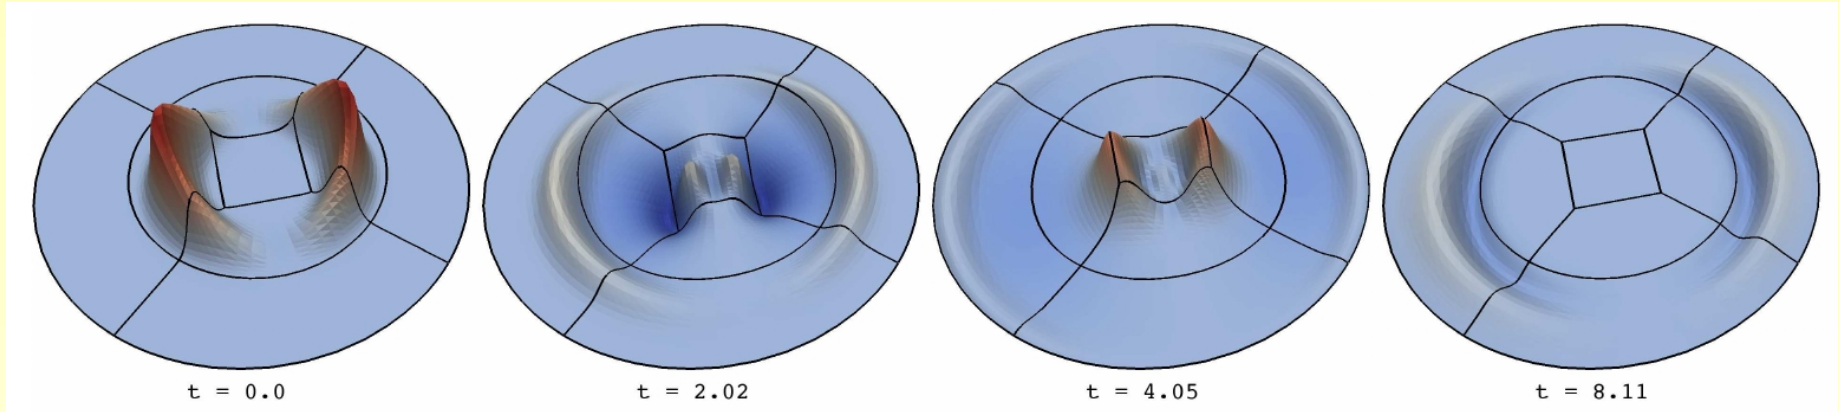 t = 0.0
t = 2.02
t = 4.05
t = 8.11